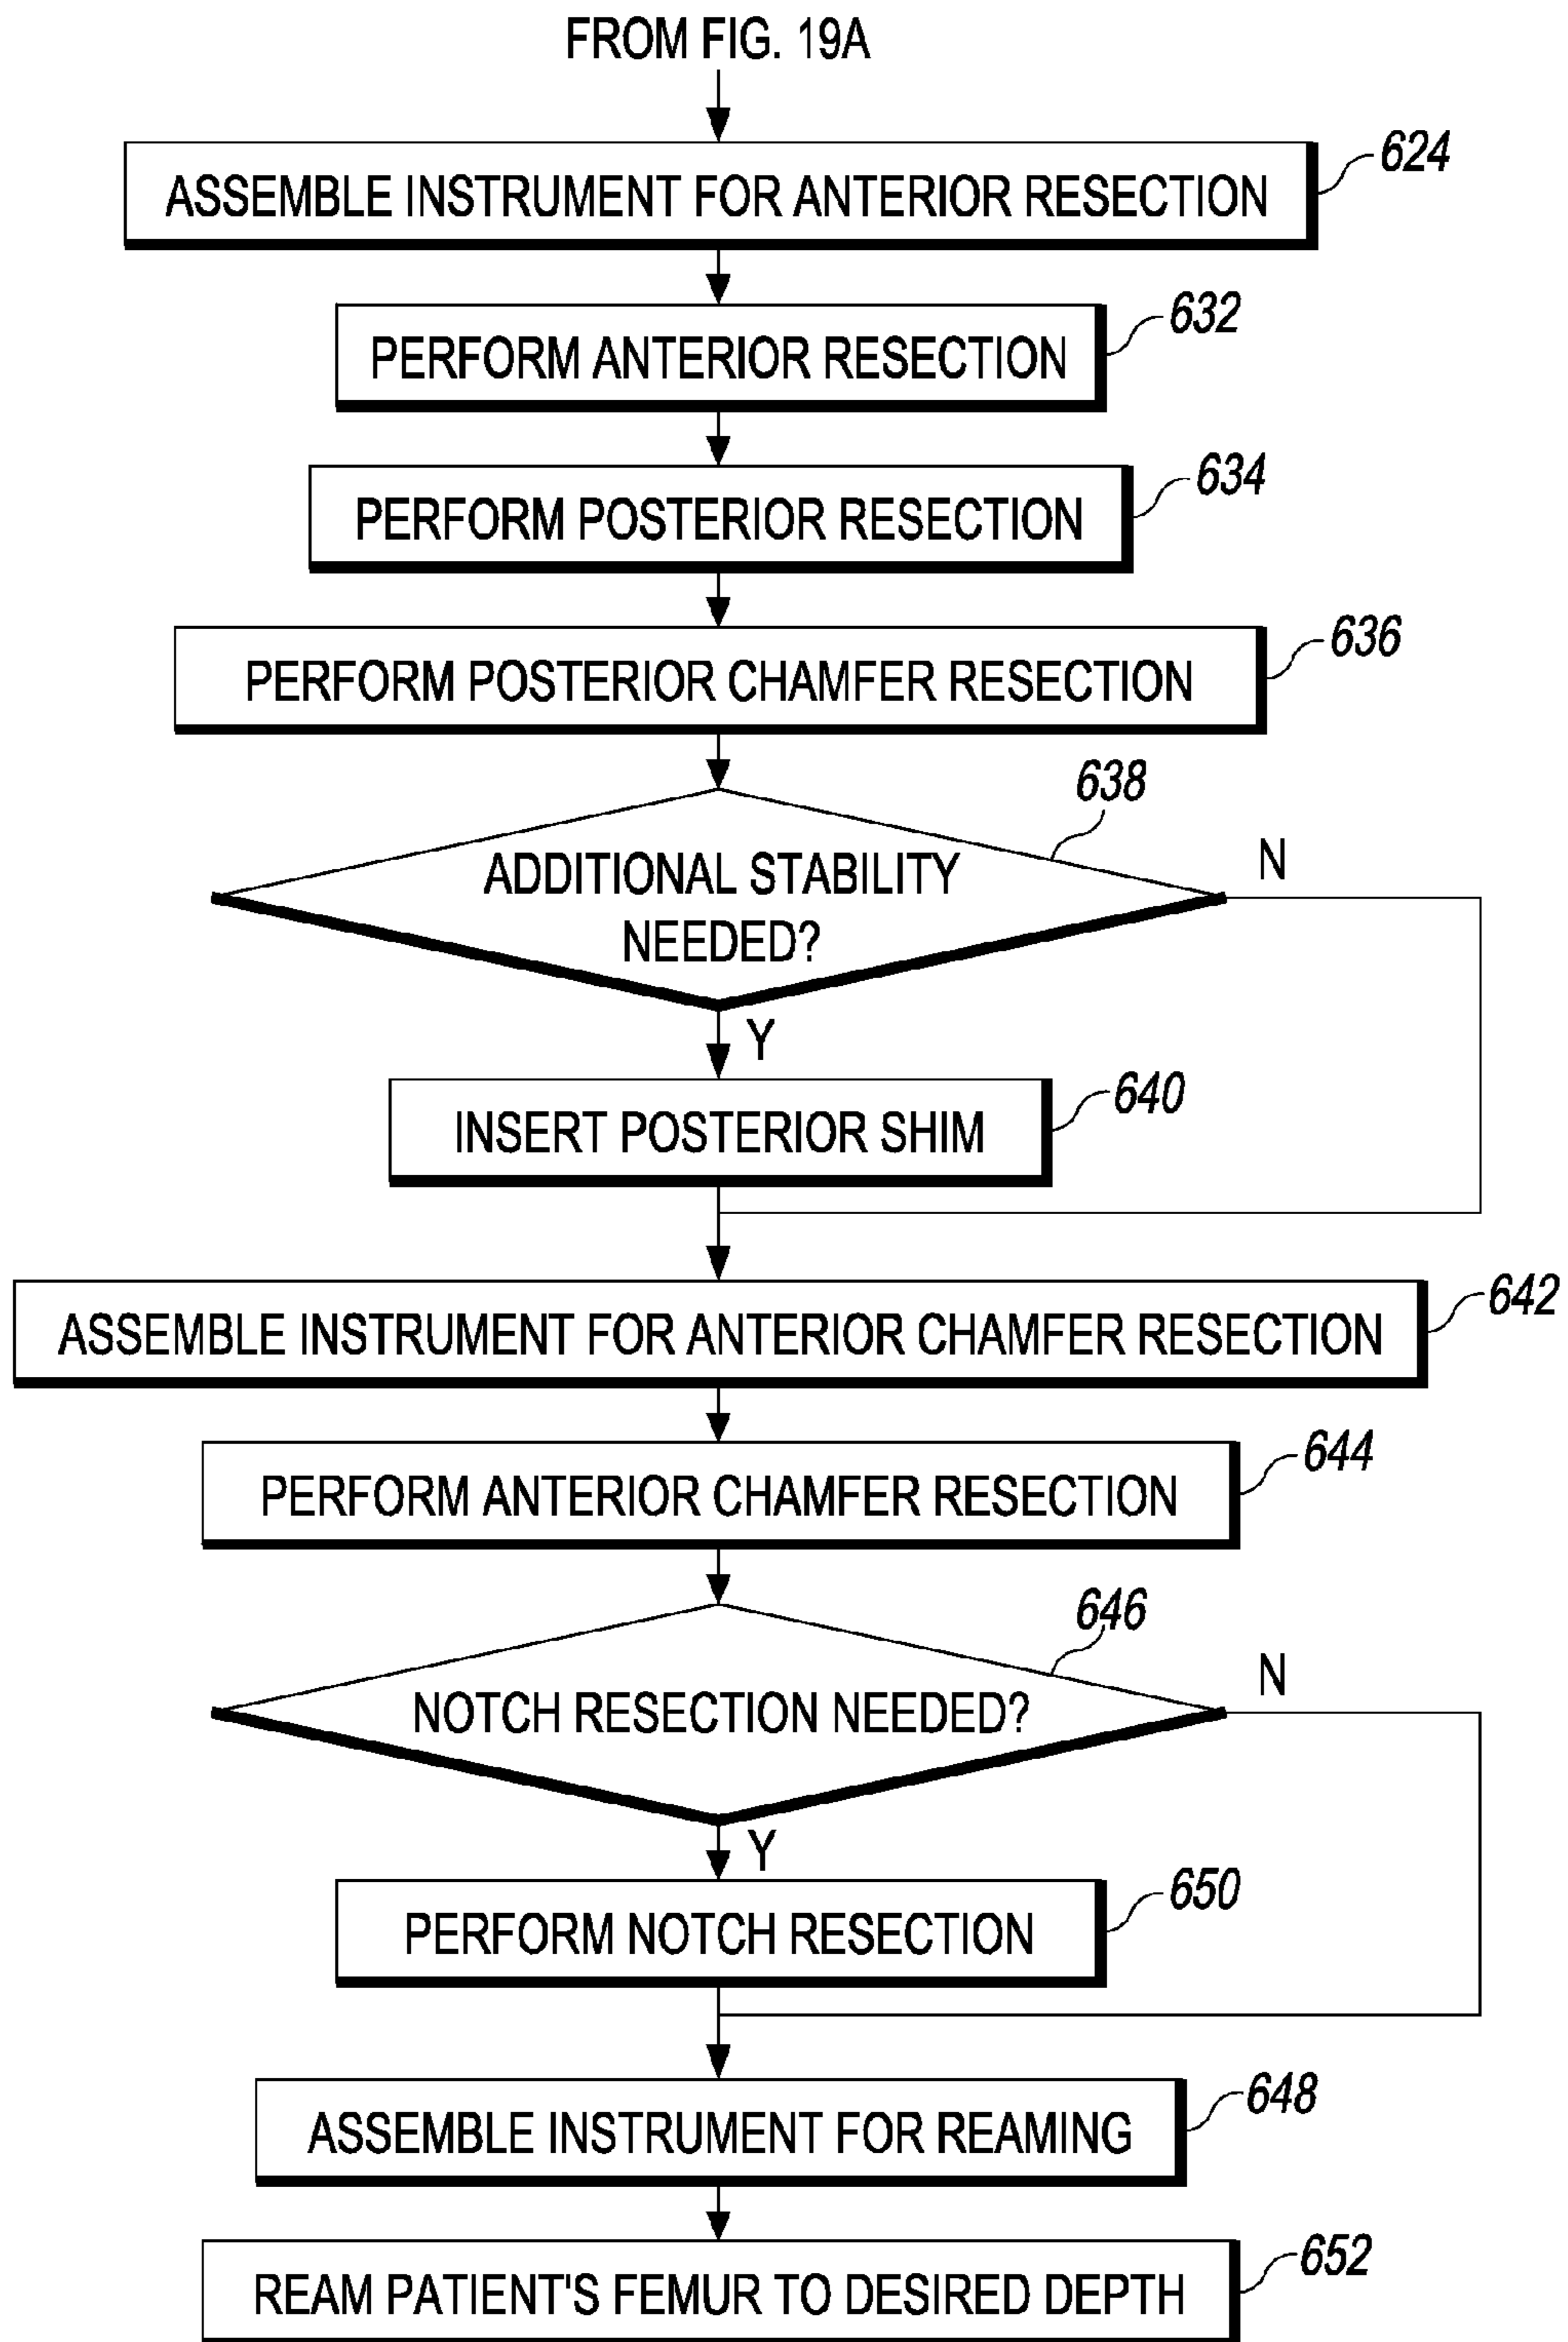 FROM FIG. 19A
624
ASSEMBLE INSTRUMENT FOR ANTERIOR RESECTION
632
PERFORM ANTERIOR RESECTION
634
PERFORM POSTERIOR RESECTION
636
PERFORM POSTERIOR CHAMFER RESECTION
638
N
ADDITIONAL STABILITY
NEEDED?
Y
640
INSERT POSTERIOR SHIM
642
ASSEMBLE INSTRUMENT FOR ANTERIOR CHAMFER RESECTION
644
PERFORM ANTERIOR CHAMFER RESECTION
646
N
NOTCH RESECTION NEEDED?
Y
650
PERFORM NOTCH RESECTION
648
ASSEMBLE INSTRUMENT FOR REAMING
652
REAM PATIENT'S FEMUR TO DESIRED DEPTH